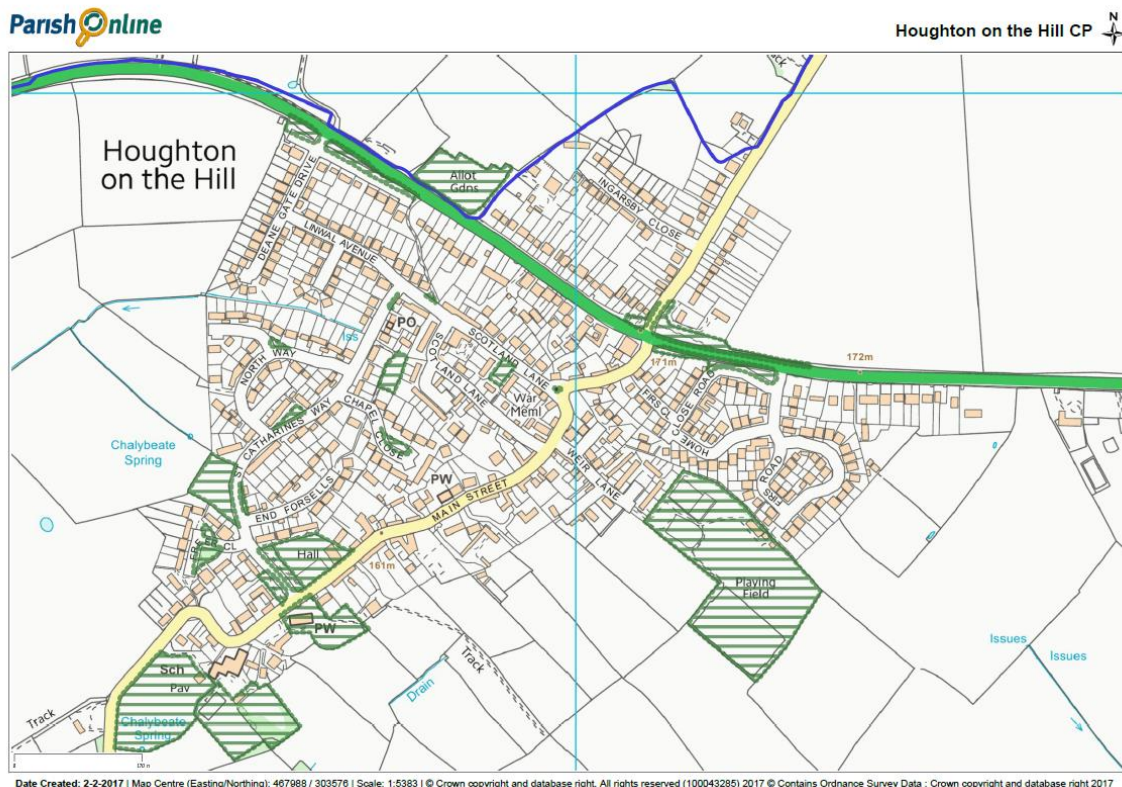 Parish Online
Houghton on the Hill CP
N
Track
Houghton
on the Hill
Allot
Gdns
DEANE GATE DRIVE
LINWAL AVENUE
INGARSBY CLOSE
Iss
PO
SCOTLAND LANE
SCOTLAND LANE
NORTH WAY
171m
172m
War
Meml
FIRS CL
HOME CLOSE ROAD
FIRS ROAD
ST CATHARINES WAY
CHAPEL CLOSE
Chalybeate
Spring
PW
MAIN STREET
WEIR LANE
END FORSELLS
CL
Hall
161m
Playing
Field
PW
Sch
Pav
Track
Drain
Issues
Issues
Track
Chalybeate
Spring
Date Created: 2-2-2017 | Map Centre (Easting/Northing): 467988 / 303576 | Scale: 1:5383 | © Crown copyright and database right. All rights reserved (100043285) 2017 © Contains Ordnance Survey Data : Crown copyright and database right 2017